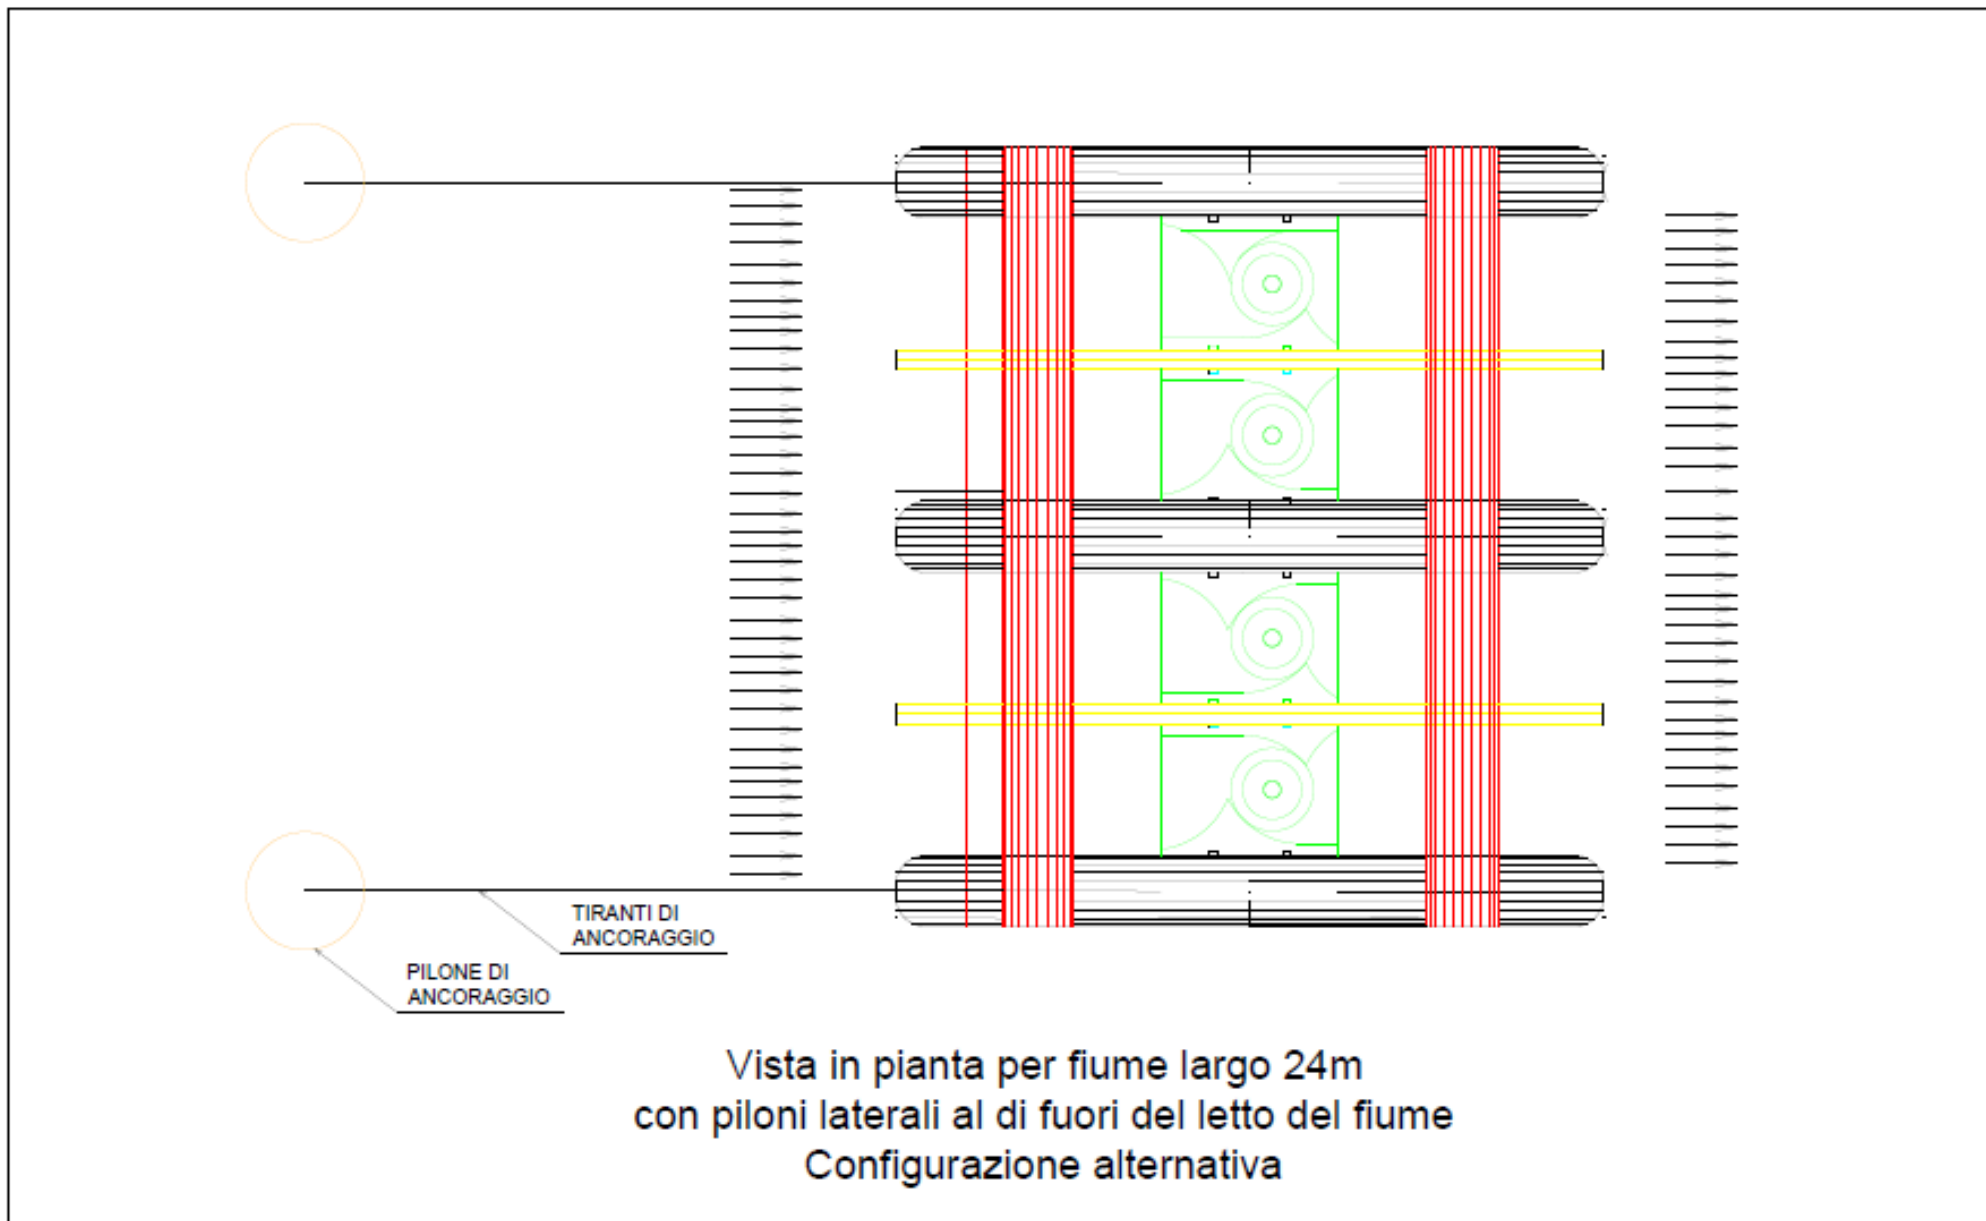 TIRANTI DI
ANCORAGGIO
PILONE DI
ANCORAGGIO
Vista in pianta per fiume largo 24m
con piloni laterali al di fuori del letto del fiume
Configurazione alternativa